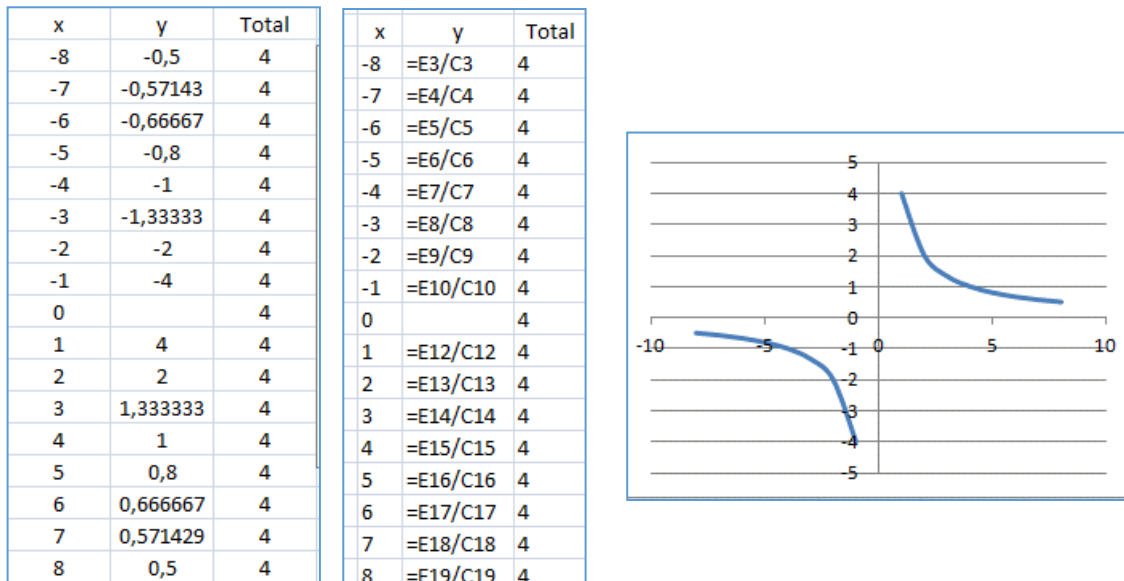 x y Total
-8 -0,5 4
-7 -0,57143 4
-6 -0,66667 4
-5 -0,8 4
-4 -1 4
-3 -1,33333 4
-2 -2 4
-1 -4 4
0 4
1 4 4
2 2 4
3 1,333333 4
4 1 4
5 0,8 4
6 0,666667 4
7 0,571429 4
8 0,5 4
x y Total
-8 =E3/C3 4
-7 =E4/C4 4
-6 =E5/C5 4
-5 =E6/C6 4
-4 =E7/C7 4
-3 =E8/C8 4
-2 =E9/C9 4
-1 =E10/C10 4
0 4
1 =E12/C12 4
2 =E13/C13 4
3 =E14/C14 4
4 =E15/C15 4
5 =E16/C16 4
6 =E17/C17 4
7 =E18/C18 4
8 =E19/C19 4
5
4
3
2
1
0
-10 -5 0 5 10
-1
-2
-3
-4
-5